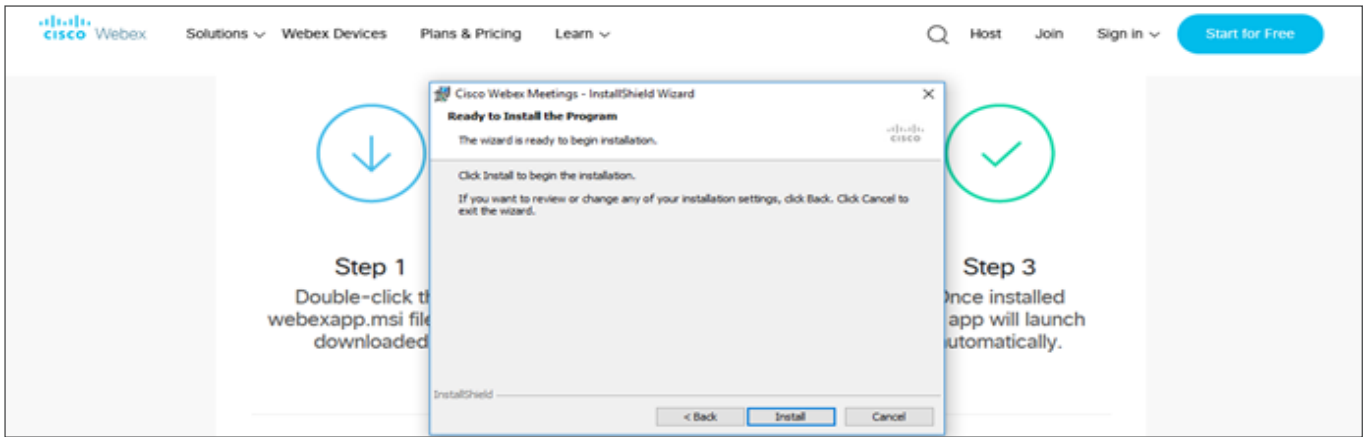 CISCO Webex
Solutions Webex Devices Plans & Pricing Learn Host Join Sign in Start for Free
Cisco Webex Meetings - InstallShield Wizard
Ready to Install the Program
The wizard is ready to begin installation.
CISCO
Click Install to begin the installation.
If you want to review or change any of your installation settings, click Back. Click Cancel to
exit the wizard.
InstallShield
< Back Install Cancel
Step 1
Double-click
webexapp.msi
downloaded
Step 3
installed
app will launch